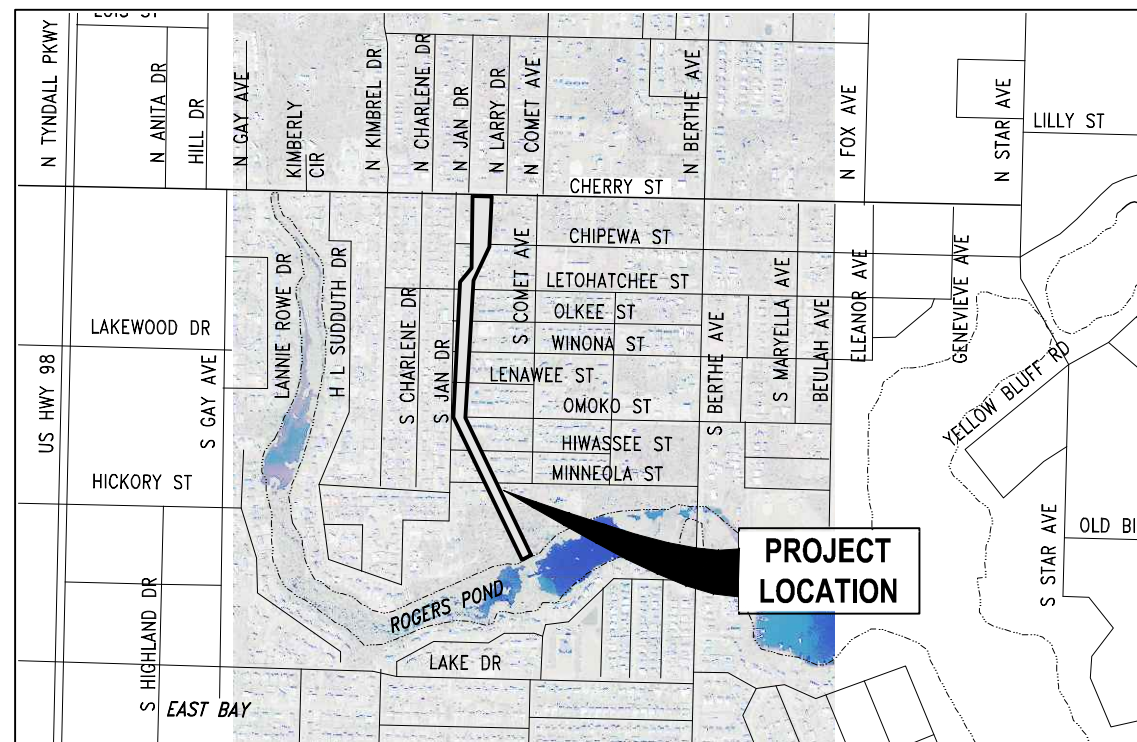 N TYNDALL PKWY
N ANITA DR
HILL DR
N GAY AVE
KIMBERLY
CIR
N KIMBREL DR
N CHARLENE DR
N JAN DR
N LARRY DR
N COMET AVE
N BERTHE AVE
N FOX AVE
N STAR AVE
LILLY ST
CHERRY ST
CHIPEWA ST
LETOHATCHEE ST
OLKEE ST
WINONA ST
LENAWEE ST
OMOKO ST
HIWASSEE ST
MINNEOLA ST
LANNIE ROWE DR
H L SUDDUTH DR
S CHARLENE DR
S JAN DR
S COMET AVE
S BERTHE AVE
S MARYELLA AVE
BEULAH AVE
ELEANOR AVE
GENEVIEVE AVE
LAKEWOOD DR
S GAY AVE
US HWY 98
HICKORY ST
YELLOW BLUFF RD
S STAR AVE
OLD BL
PROJECT
LOCATION
ROGERS POND
LAKE DR
S HIGHLAND DR
EAST BAY